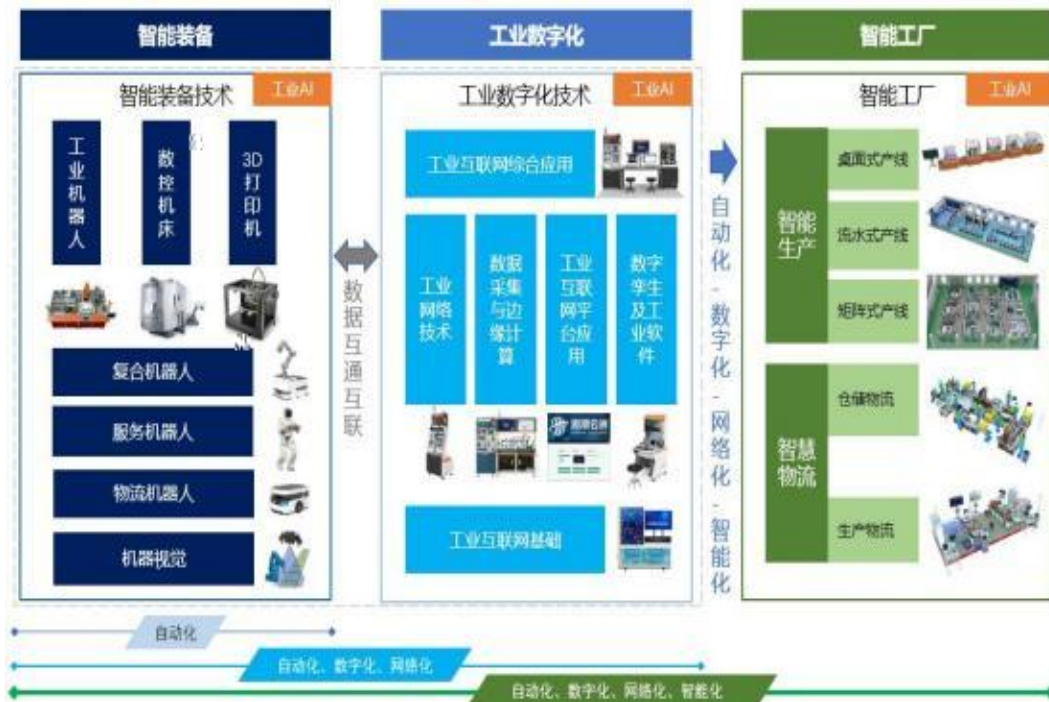 智能装备
工业数字化
智能工厂
智能装备技术
工业AI
工业机器人
数控机床
3D打印机
复合机器人
服务机器人
物流机器人
机器视觉
数据互通互联
工业数字化技术
工业AI
工业互联网综合应用
工业网络技术
数据采集与边缘计算
工业互联网平台应用
数字孪生及工业软件
工业互联网基础
自动化-数字化-网络化-智能化
智能工厂
工业AI
智能生产
桌面式产线
流水式产线
矩阵式产线
智慧物流
仓储物流
生产物流
自动化
自动化、数字化、网络化
自动化、数字化、网络化、智能化